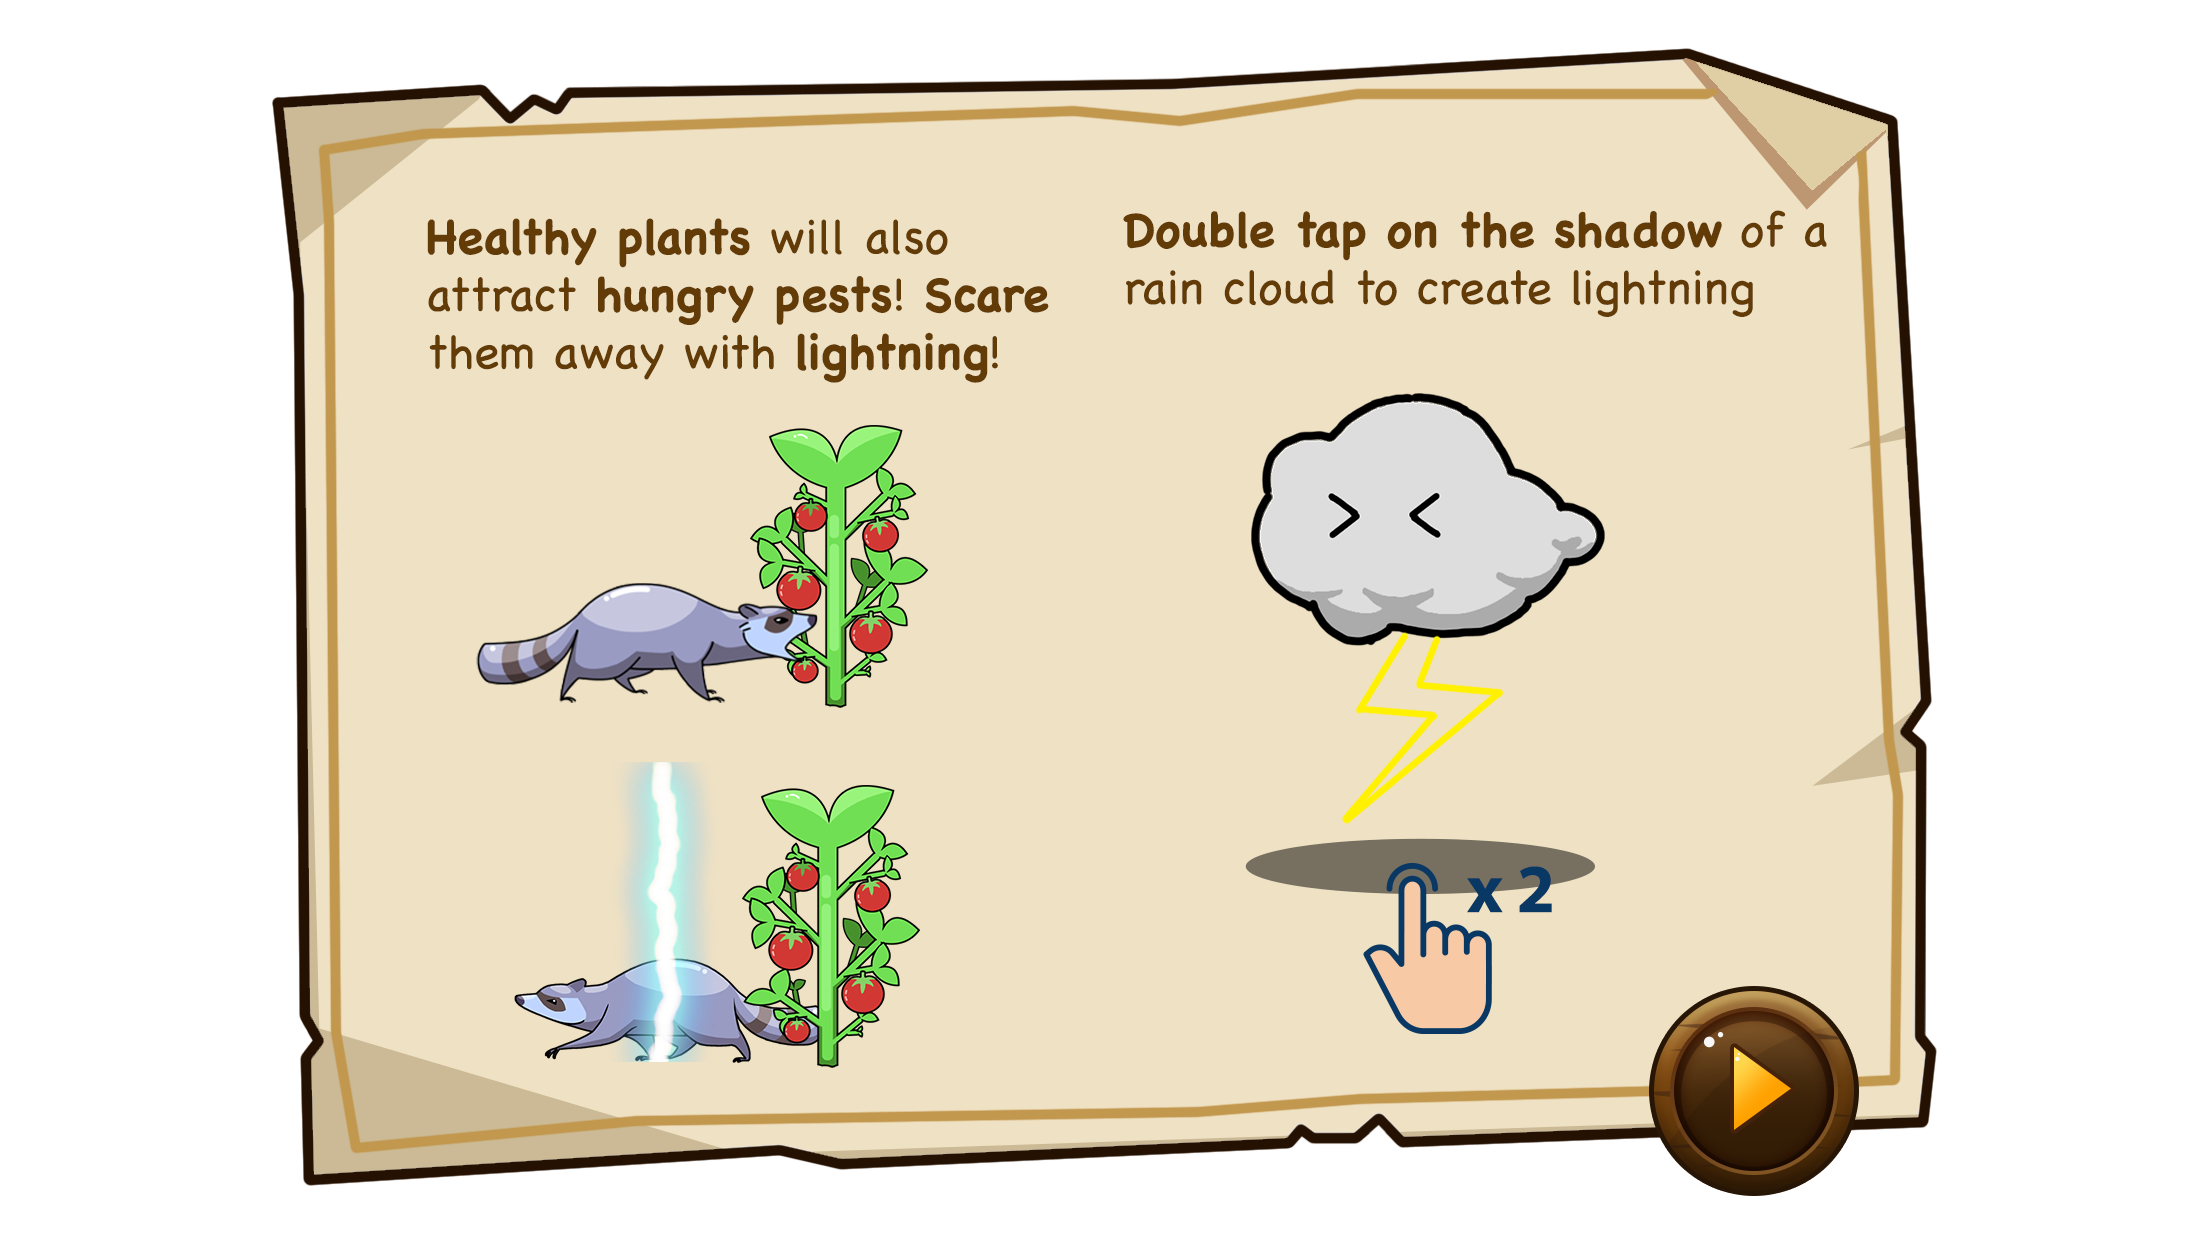 Healthy plants will also
attract hungry pests! Scare
them away with lightning!
Double tap on the shadow of a
rain cloud to create lightning
x 2